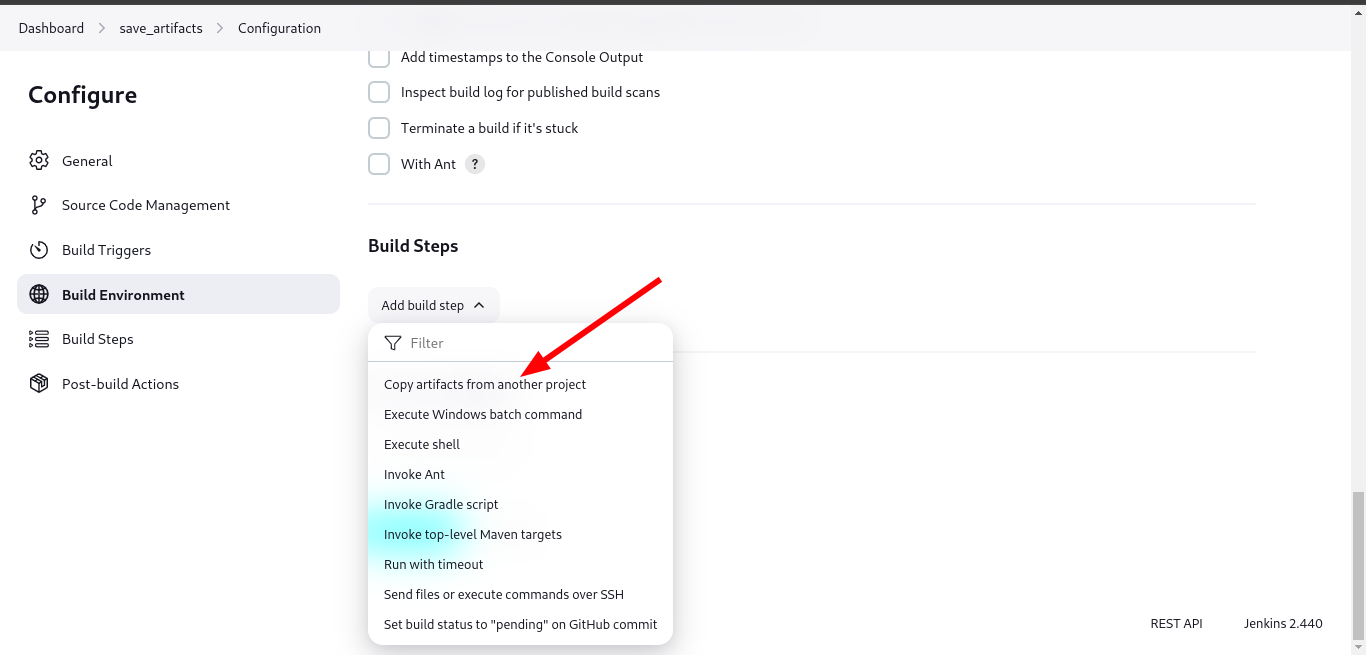 Dashboard > save_artifacts > Configuration
Configure
General
Source Code Management
Build Triggers
Build Environment
Build Steps
Post-build Actions
Add timestamps to the Console Output
Inspect build log for published build scans
Terminate a build if it's stuck
With Ant ?
Build Steps
Add build step
Filter
Copy artifacts from another project
Execute Windows batch command
Execute shell
Invoke Ant
Invoke Gradle script
Invoke top-level Maven targets
Run with timeout
Send files or execute commands over SSH
Set build status to "pending" on GitHub commit
REST API Jenkins 2.440